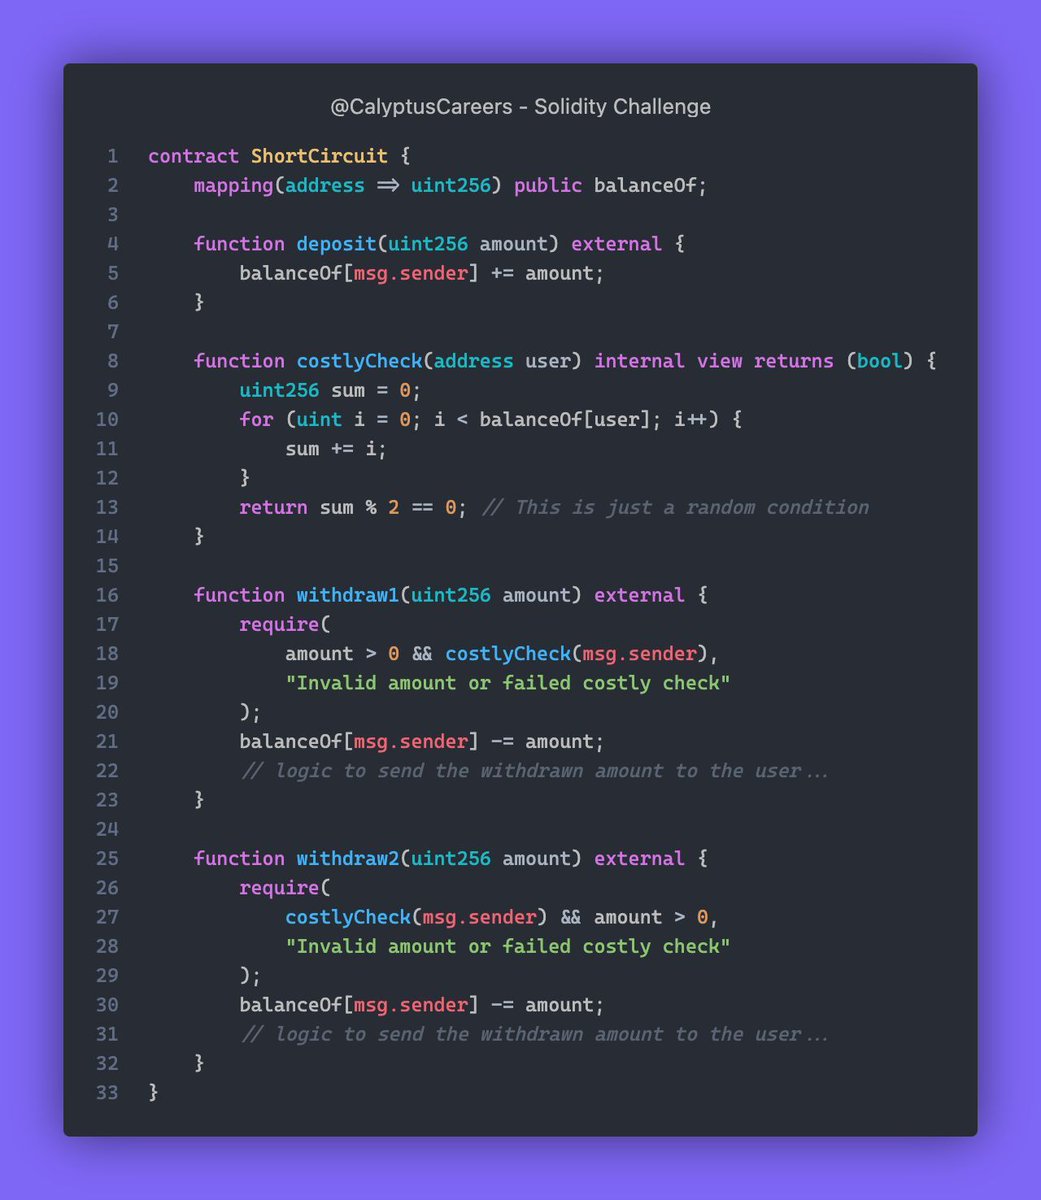 @CalyptusCareers - Solidity Challenge
1 contract ShortCircuit {
2     mapping(address => uint256) public balanceOf;
3
4     function deposit(uint256 amount) external {
5         balanceOf[msg.sender] += amount;
6     }
7
8     function costlyCheck(address user) internal view returns (bool) {
9         uint256 sum = 0;
10         for (uint i = 0; i < balanceOf[user]; i++) {
11             sum += i;
12         }
13         return sum % 2 == 0; // This is just a random condition
14     }
15
16     function withdraw1(uint256 amount) external {
17         require(
18             amount > 0 && costlyCheck(msg.sender),
19             "Invalid amount or failed costly check"
20         );
21         balanceOf[msg.sender] -= amount;
22         // logic to send the withdrawn amount to the user...
23     }
24
25     function withdraw2(uint256 amount) external {
26         require(
27             costlyCheck(msg.sender) && amount > 0,
28             "Invalid amount or failed costly check"
29         );
30         balanceOf[msg.sender] -= amount;
31         // logic to send the withdrawn amount to the user...
32     }
33 }